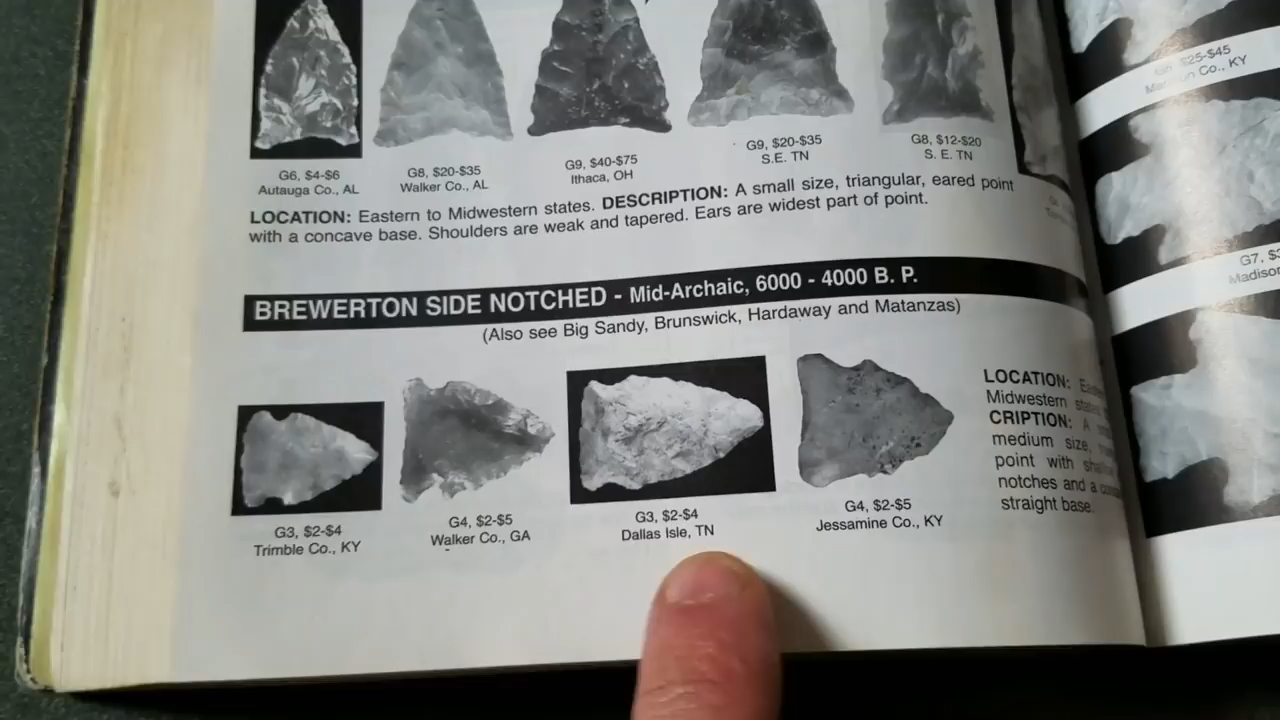 G6, $4-$6
Autauga Co., AL
G8, $20-$35
Walker Co., AL
G9, $40-$75
Ithaca, OH
G9, $20-$35
S.E. TN
G8, $12-$20
S. E. TN
LOCATION: Eastern to Midwestern states. DESCRIPTION: A small size, triangular, eared point
with a concave base. Shoulders are weak and tapered. Ears are widest part of point.
BREWERTON SIDE NOTCHED - Mid-Archaic, 6000 - 4000 B. P.
(Also see Big Sandy, Brunswick, Hardaway and Matanzas)
G3, $2-$4
Trimble Co., KY
G4, $2-$5
Walker Co., GA
G3, $2-$4
Dallas Isle, TN
G4, $2-$5
Jessamine Co., KY
LOCATION:
Midwestern
CRIPTION: A
medium size,
point with
notches and a
straight base.
$25-$45
Co., KY
G7,